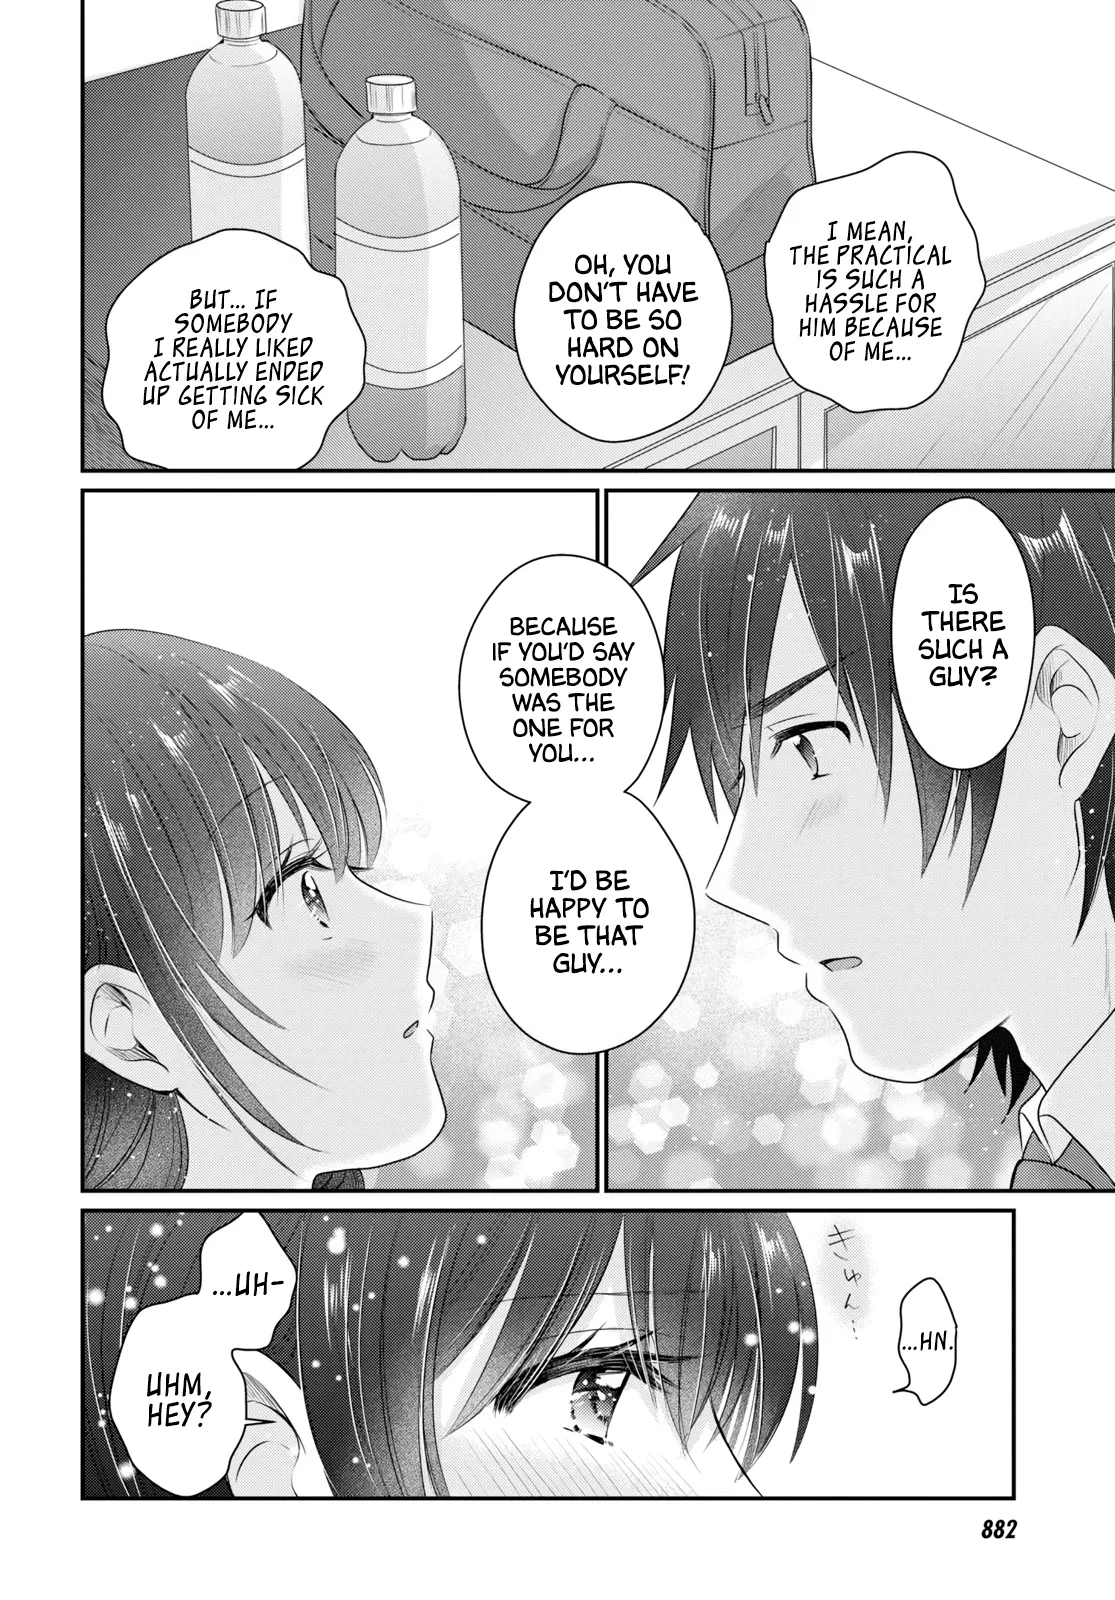 I MEAN,
THE PRACTICAL
IS SUCH A
HASSLE FOR
HIM BECAUSE
OF ME...
OH, YOU
DON'T HAVE
TO BE SO
HARD ON
YOURSELF!
BUT... IF
SOMEBODY
I REALLY LIKED
ACTUALLY ENDED
UP GETTING SICK
OF ME...
IS
THERE
SUCH A
GUY?
BECAUSE
IF YOU'D SAY
SOMEBODY
WAS THE
ONE FOR
YOU...
I'D BE
HAPPY TO
BE THAT
GUY...
...HN.
きゅん...
...UH-
UHM,
HEY?
882